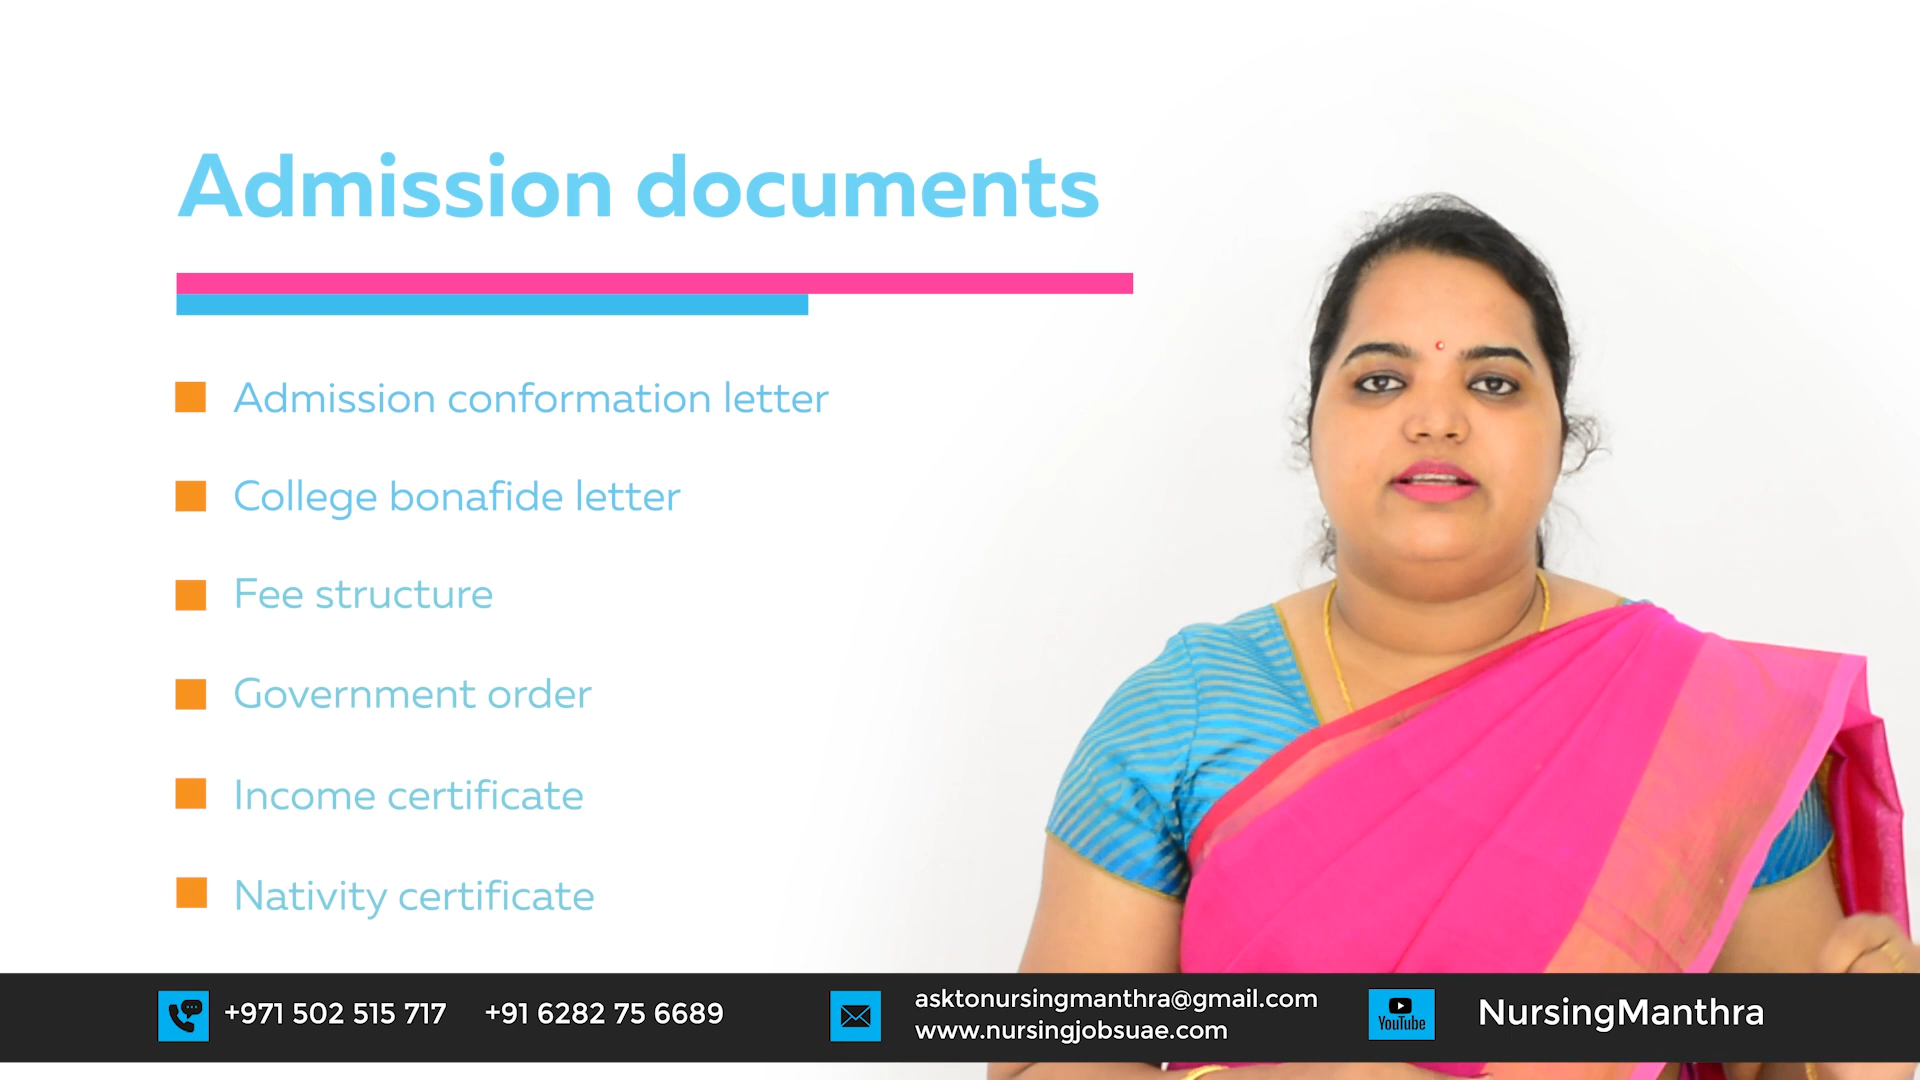 Admission documents
Admission conformation letter
College bonafide letter
Fee structure
Government order
Income certificate
Nativity certificate
+971 502 515 717 +91 6282 75 6689
asktonursingmanthra@gmail.com
www.nursingjobsuae.com
YouTube
NursingManthra